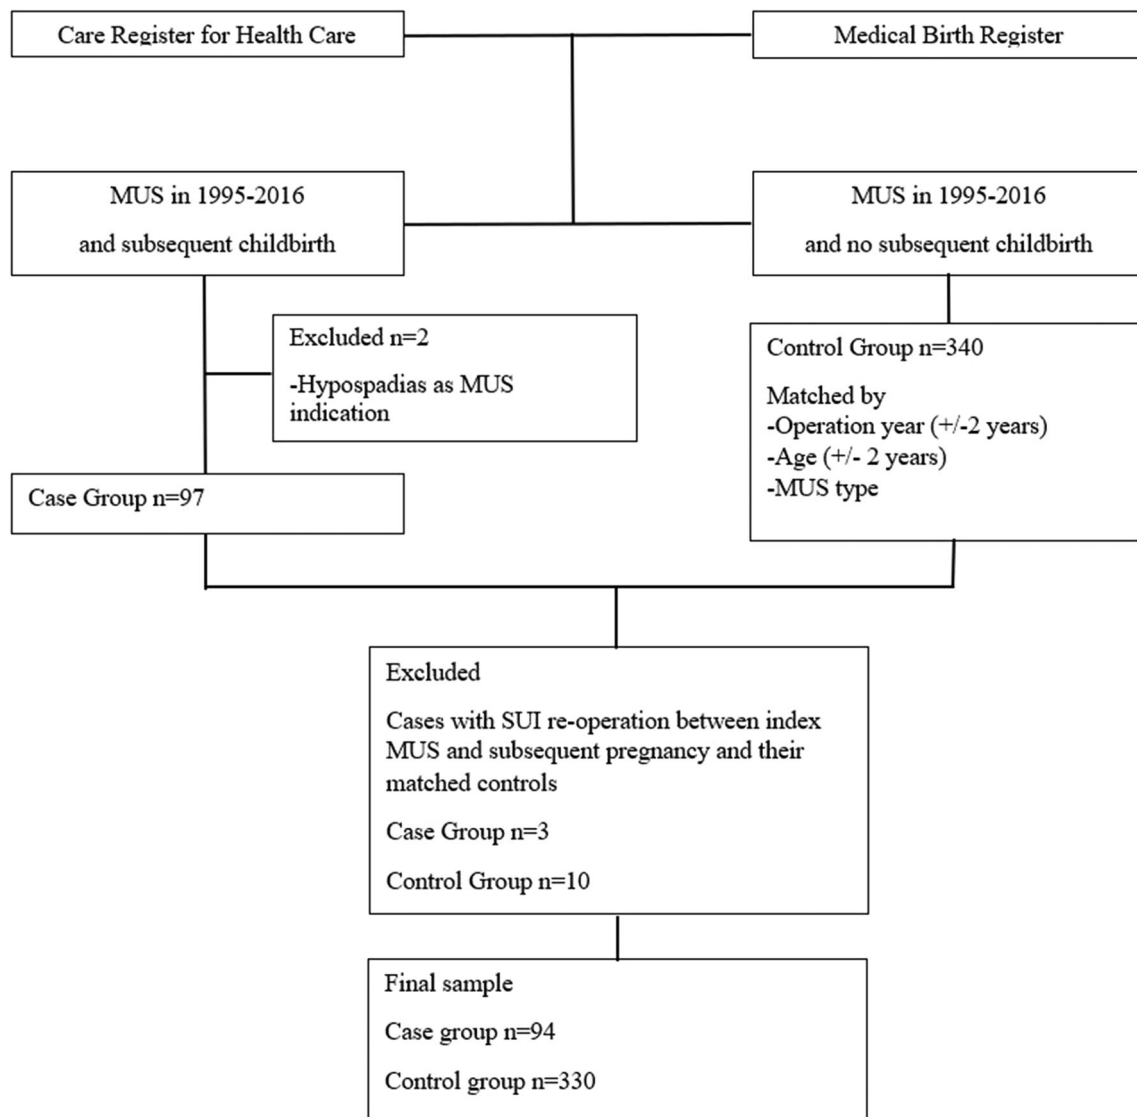 Care Register for Health Care
Medical Birth Register
MUS in 1995-2016
and subsequent childbirth
MUS in 1995-2016
and no subsequent childbirth
Excluded n=2
-Hypospadias as MUS
indication
Control Group n=340
Matched by
-Operation year (+/-2 years)
-Age (+/- 2 years)
-MUS type
Case Group n=97
Excluded
Cases with SUI re-operation between index
MUS and subsequent pregnancy and their
matched controls
Case Group n=3
Control Group n=10
Final sample
Case group n=94
Control group n=330